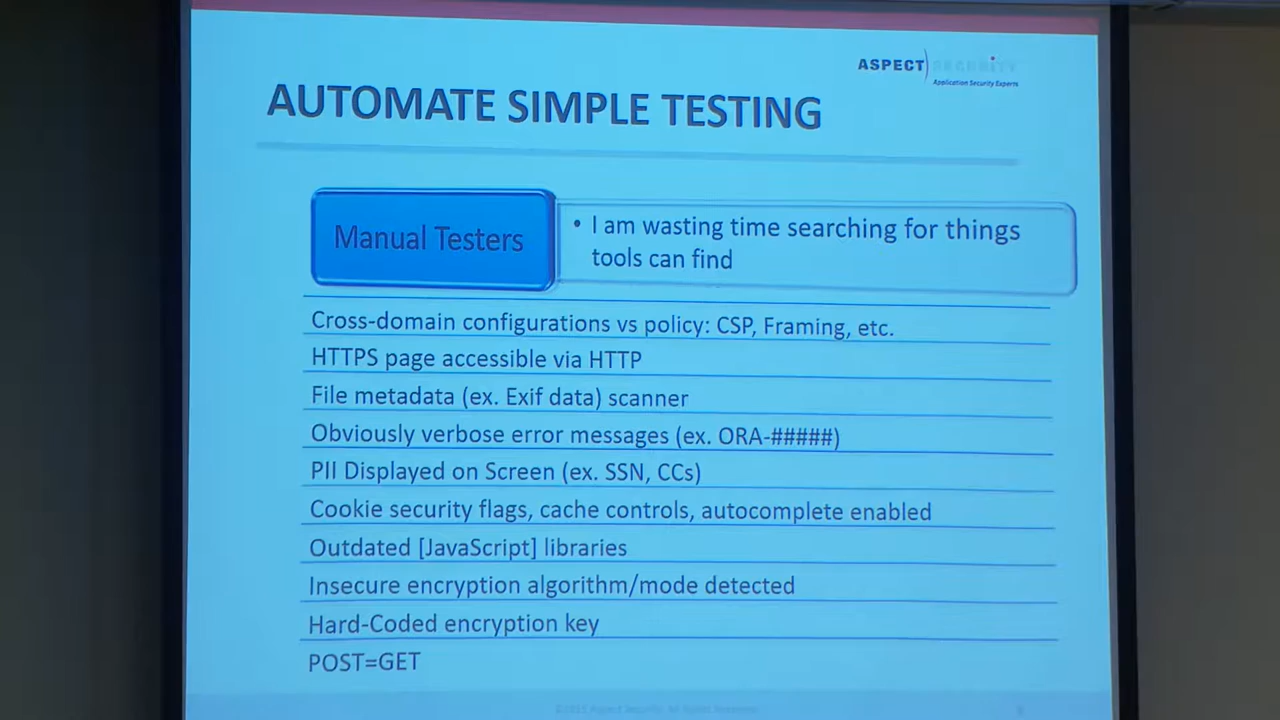 ASPECT SECURITY
Application Security Experts
AUTOMATE SIMPLE TESTING
Manual Testers
• I am wasting time searching for things
tools can find
Cross-domain configurations vs policy: CSP, Framing, etc.
HTTPS page accessible via HTTP
File metadata (ex. Exif data) scanner
Obviously verbose error messages (ex. ORA-#####)
PII Displayed on Screen (ex. SSN, CCs)
Cookie security flags, cache controls, autocomplete enabled
Outdated [JavaScript] libraries
Insecure encryption algorithm/mode detected
Hard-Coded encryption key
POST=GET